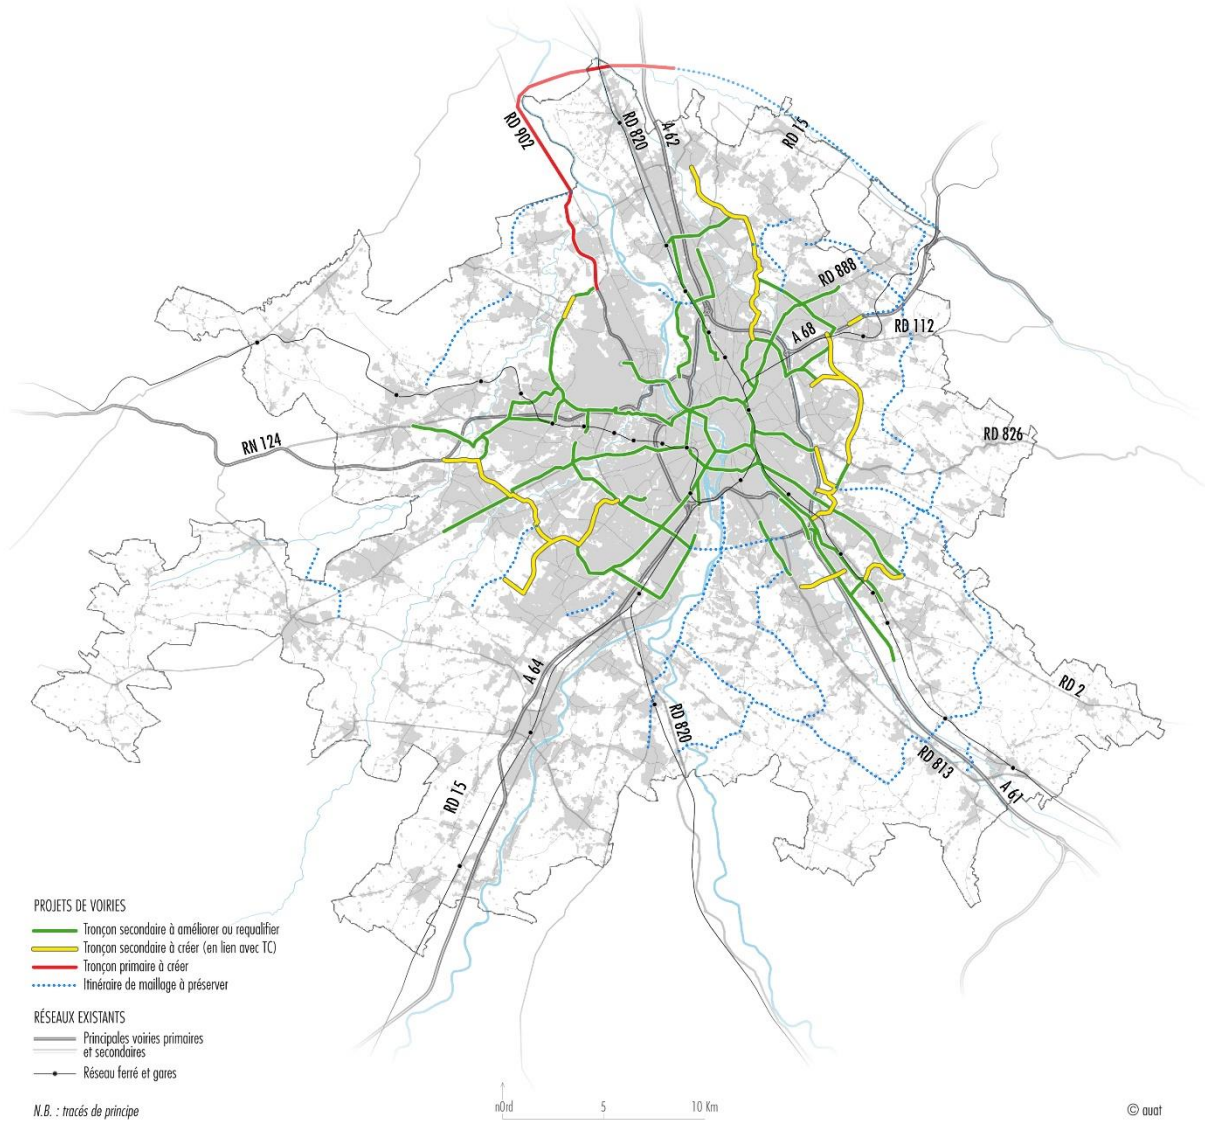 RD 902
RD 820
A 62
RD 15
RD 888
A 68
RD 112
RN 124
RD 826
A 64
RD 820
RD 2
RD 813
A 61
RD 15
PROJETS DE VOIRIES
Tronçon secondaire à améliorer ou requalifier
Tronçon secondaire à créer (en lien avec TC)
Tronçon primaire à créer
Itinéraire de maillage à préserver
RÉSEAUX EXISTANTS
Principales voiries primaires
et secondaires
Réseau ferré et gares
N.B. : tracés de principe
nOrd 5 10 Km
© auat